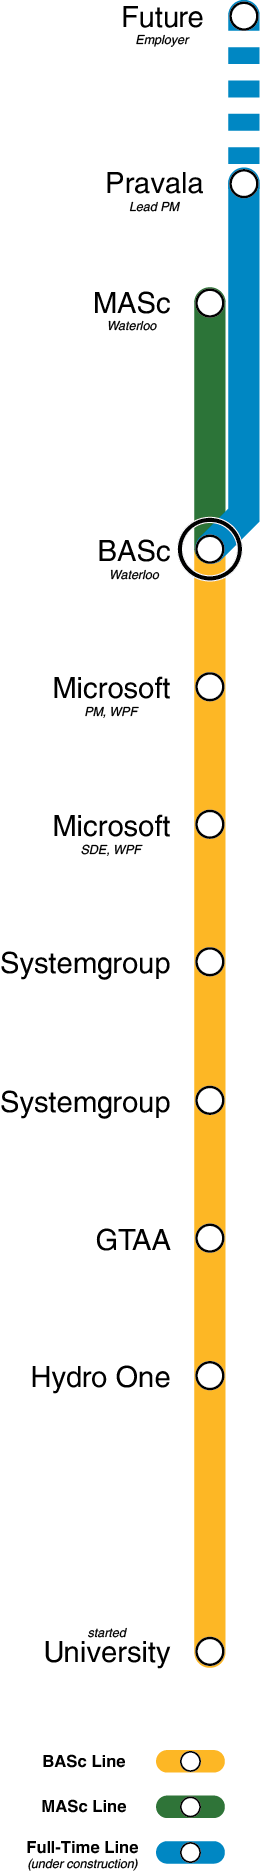 Future
Employer
Pravala
Lead PM
MASc
Waterloo
BASc
Waterloo
Microsoft
PM, WPF
Microsoft
SDE, WPF
Systemgroup
Systemgroup
GTAA
Hydro One
started
University
BASc Line
MASc Line
Full-Time Line
(under construction)